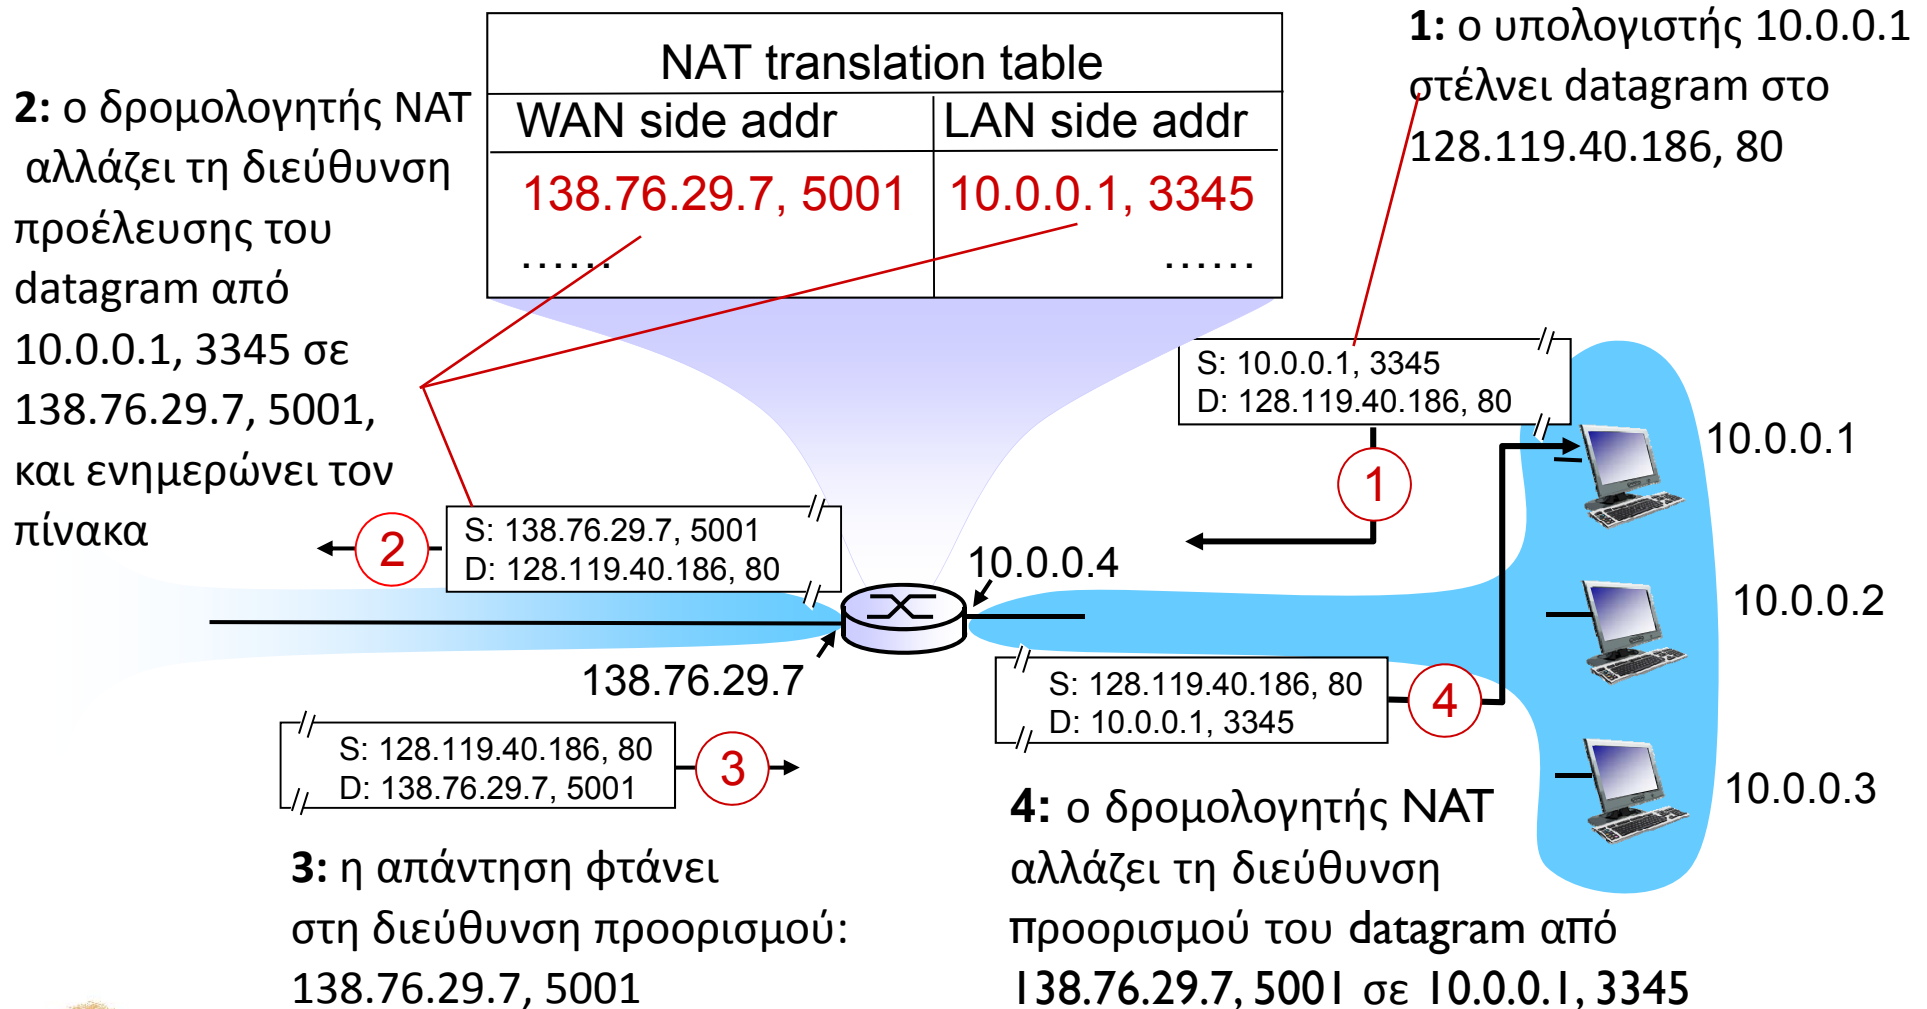 NAT translation table
WAN side addr LAN side addr
138.76.29.7, 5001 10.0.0.1, 3345
...... ......
1: ο υπολογιστής 10.0.0.1
στέλνει datagram στο
128.119.40.186, 80
2: ο δρομολογητής NAT
αλλάζει τη διεύθυνση
προέλευσης του
datagram από
10.0.0.1, 3345 σε
138.76.29.7, 5001,
και ενημερώνει τον
πίνακα
S: 10.0.0.1, 3345
D: 128.119.40.186, 80
1
10.0.0.1
S: 138.76.29.7, 5001
D: 128.119.40.186, 80
2
10.0.0.4
10.0.0.2
138.76.29.7
S: 128.119.40.186, 80
D: 10.0.0.1, 3345
4
S: 128.119.40.186, 80
D: 138.76.29.7, 5001
3
10.0.0.3
3: η απάντηση φτάνει
στη διεύθυνση προορισμού:
138.76.29.7, 5001
4: ο δρομολογητής NAT
αλλάζει τη διεύθυνση
προορισμού του datagram από
138.76.29.7, 5001 σε 10.0.0.1, 3345